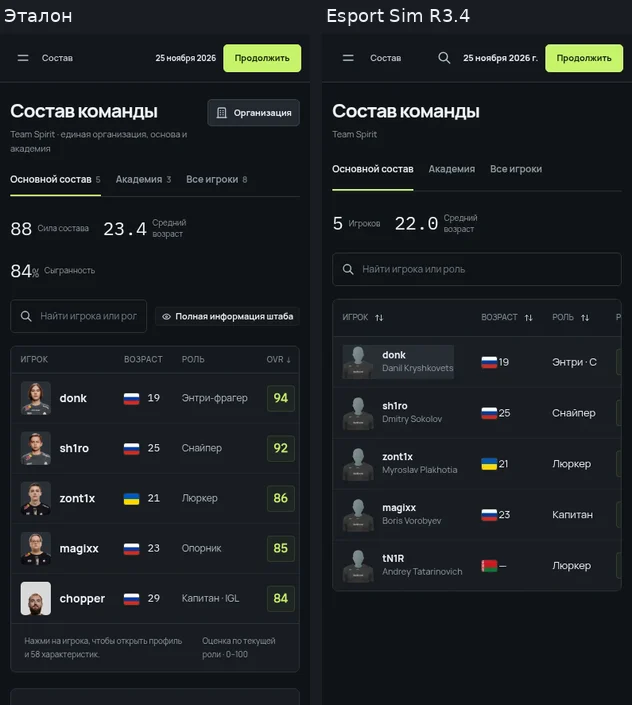 Эталон
Состав
25 ноября 2026
Продолжить
Состав команды
Организация
Team Spirit · единая организация, основа и
академия
Основной состав 5
Академия 3
Все игроки 8
88 Сила состава
23.4 Средний
возраст
84% Сыгранность
Найти игрока или рол
Полная информация штаба
ИГРОК ВОЗРАСТ РОЛЬ OVR ↓
donk 19 Энтри-фрагер 94
sh1ro 25 Снайпер 92
zont1x 21 Люркер 86
magixx 23 Опорник 85
chopper 29 Капитан · IGL 84
Нажми на игрока, чтобы открыть профиль
и 58 характеристик.
Оценка по текущей
роли · 0–100
Esport Sim R3.4
Состав
25 ноября 2026 г.
Продолжить
Состав команды
Team Spirit
Основной состав
Академия
Все игроки
5 Игроков
22.0 Средний
возраст
Найти игрока или роль
ИГРОК ↑↓ ВОЗРАСТ ↑↓ РОЛЬ ↑↓
donk
Danil Kryshkovets
19 Энтри · С
sh1ro
Dmitry Sokolov
25 Снайпер
zont1x
Myroslav Plakhotia
21 Люркер
magixx
Boris Vorobyev
23 Капитан
tN1R
Andrey Tatarinovich
— Люркер